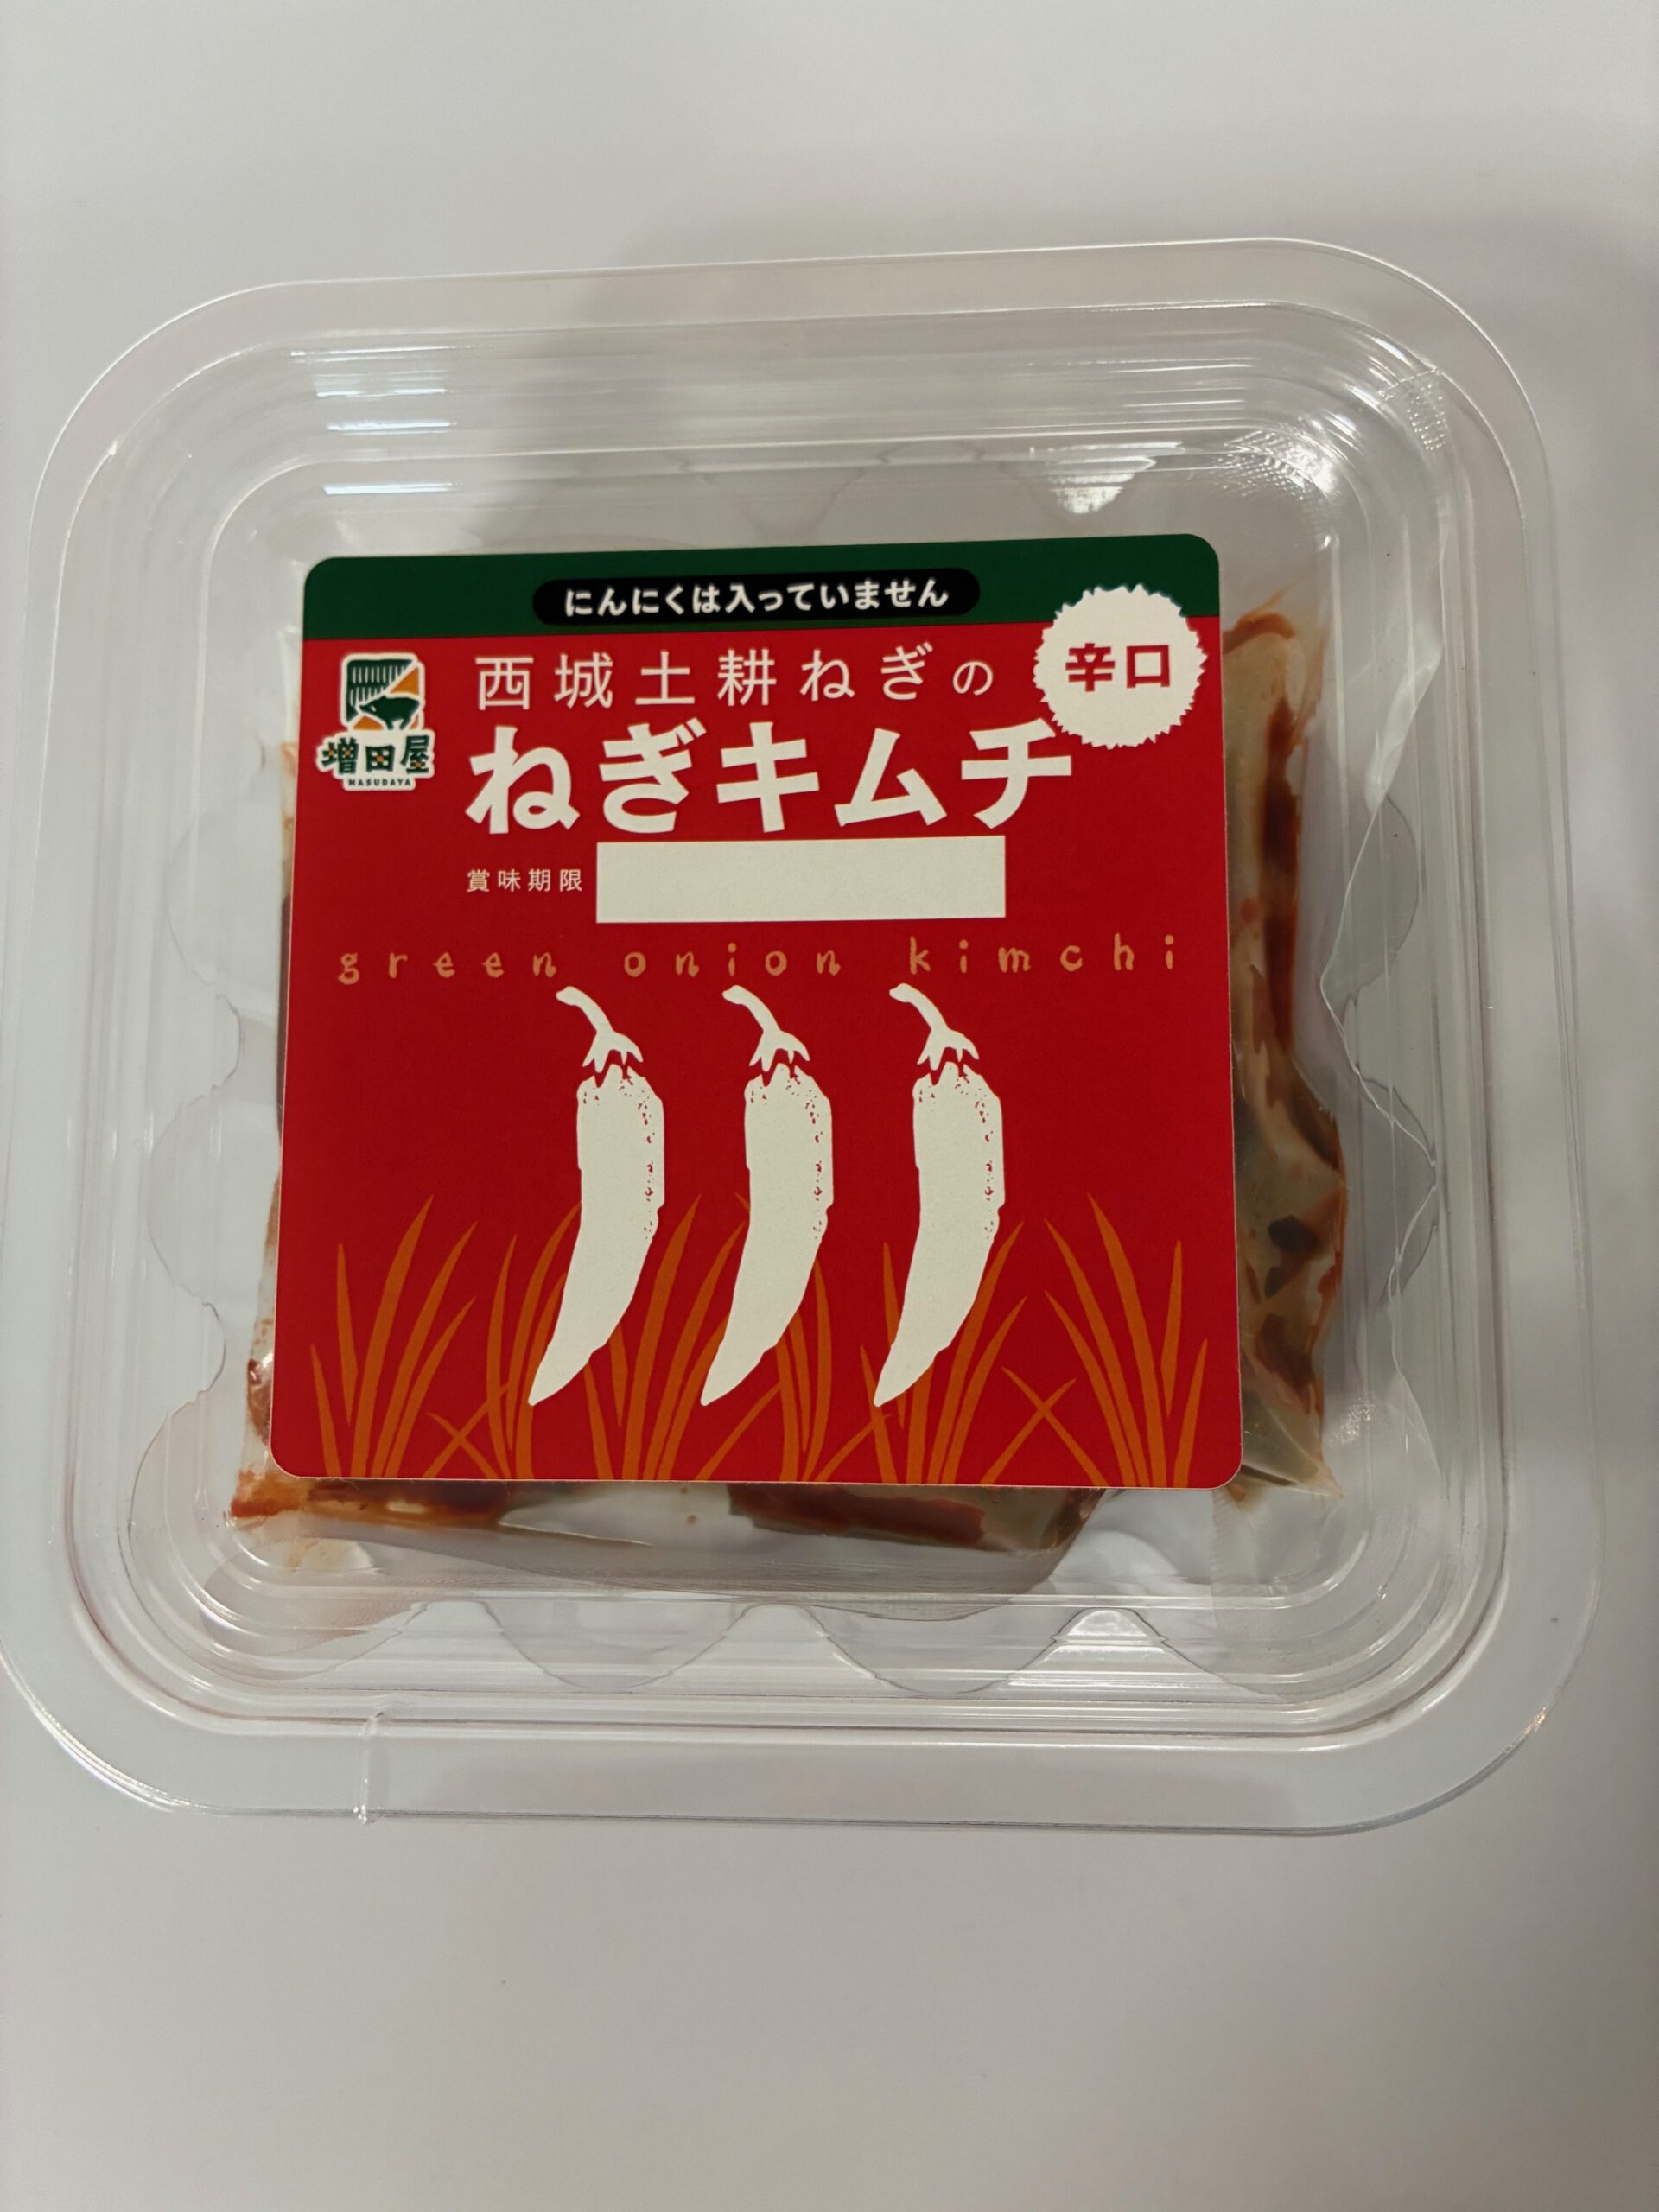 にんにくは入っていません
西城土耕ねぎの
辛口
増田屋
MASUDAYA
ねぎキムチ
賞味期限
green onion kimchi